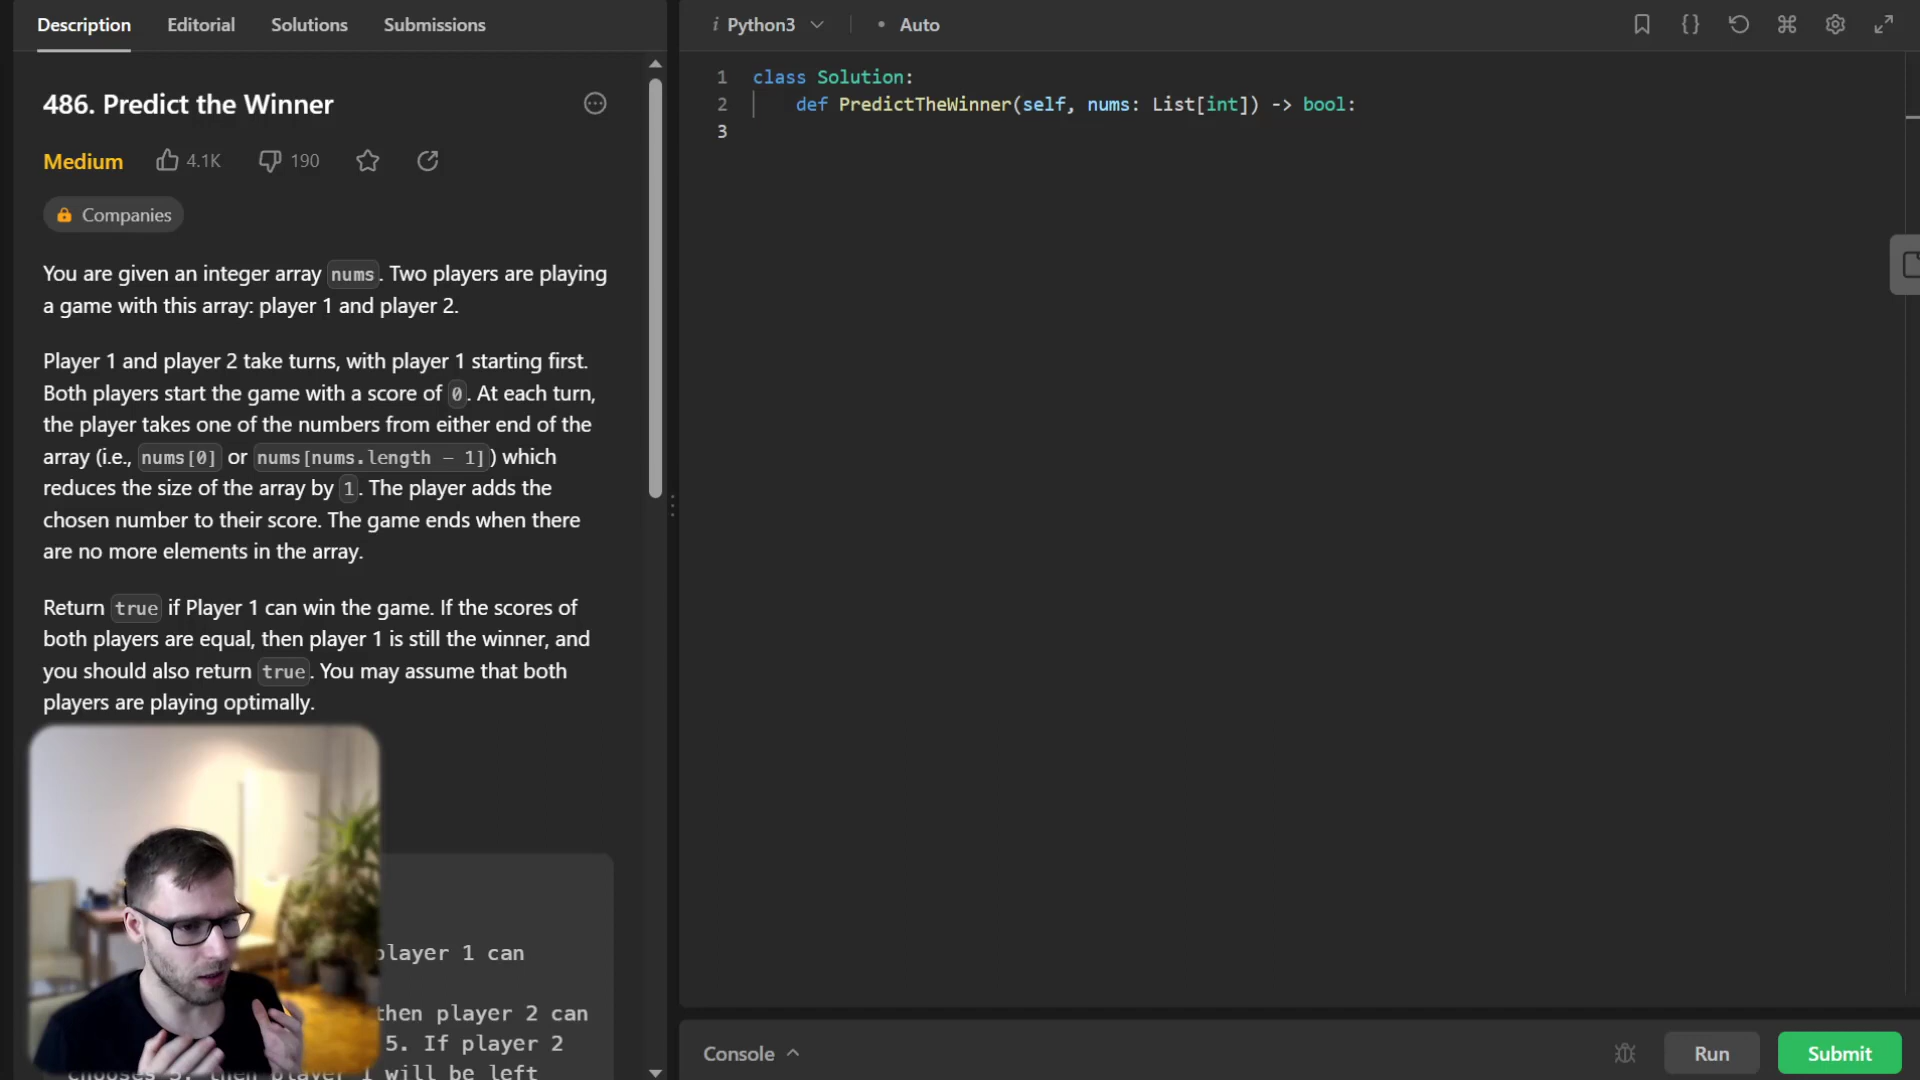 Description Editorial Solutions Submissions
486. Predict the Winner
Medium 4.1K 190
Companies
You are given an integer array nums. Two players are playing
a game with this array: player 1 and player 2.
Player 1 and player 2 take turns, with player 1 starting first.
Both players start the game with a score of 0. At each turn,
the player takes one of the numbers from either end of the
array (i.e., nums[0] or nums[nums.length - 1]) which
reduces the size of the array by 1. The player adds the
chosen number to their score. The game ends when there
are no more elements in the array.
Return true if Player 1 can win the game. If the scores of
both players are equal, then player 1 is still the winner, and
you should also return true. You may assume that both
players are playing optimally.
player 1 can
then player 2 can
5. If player 2
chooses 5, then player 1 will be left
i Python3 • Auto
1 class Solution:
2 def PredictTheWinner(self, nums: List[int]) -> bool:
3
Console Run Submit